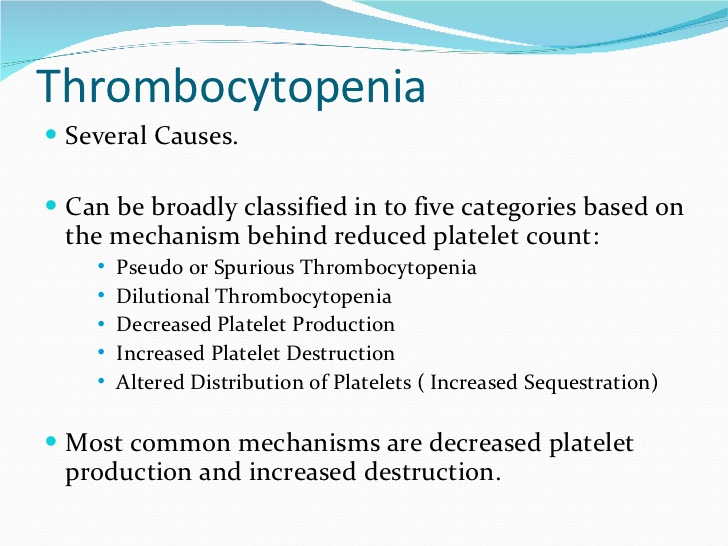 Thrombocytopenia
• Several Causes.
• Can be broadly classified in to five categories based on
the mechanism behind reduced platelet count:
• Pseudo or Spurious Thrombocytopenia
• Dilutional Thrombocytopenia
• Decreased Platelet Production
• Increased Platelet Destruction
• Altered Distribution of Platelets ( Increased Sequestration)
• Most common mechanisms are decreased platelet
production and increased destruction.